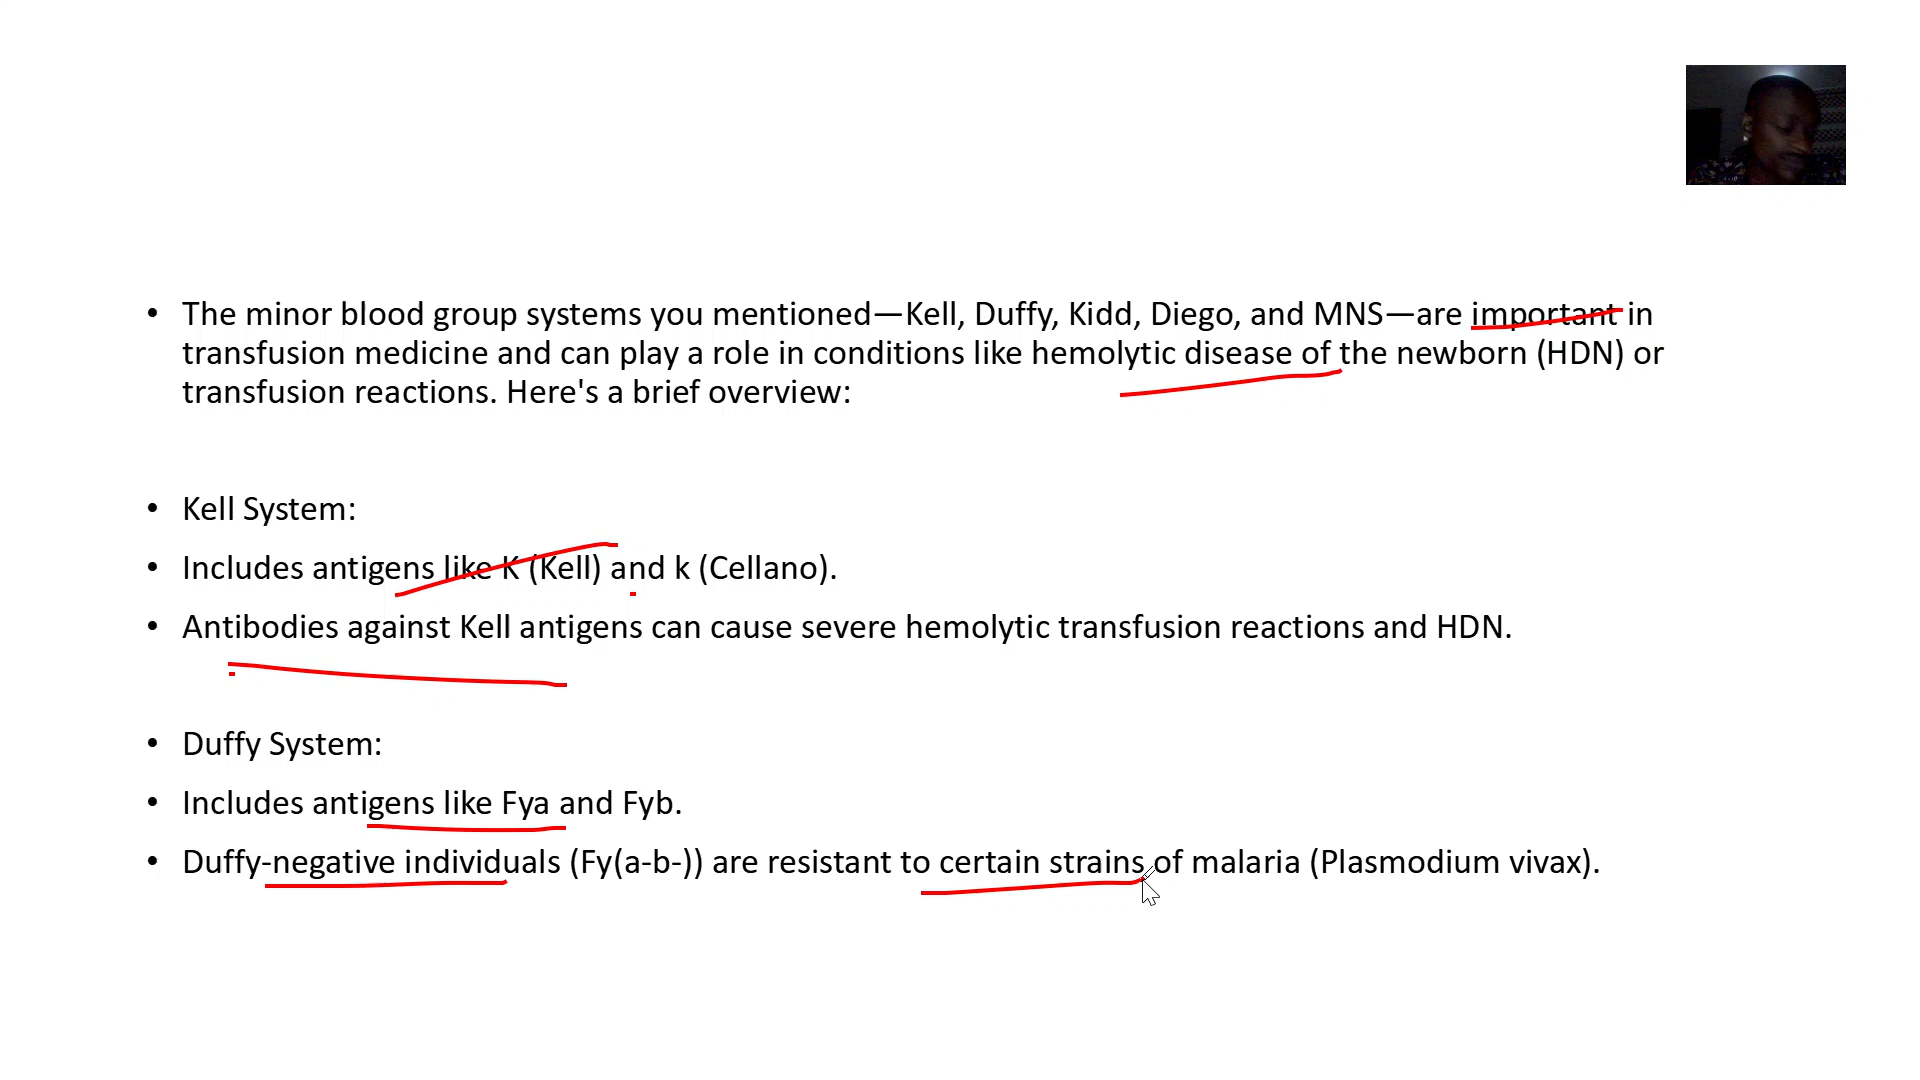 • The minor blood group systems you mentioned—Kell, Duffy, Kidd, Diego, and MNS—are important in
transfusion medicine and can play a role in conditions like hemolytic disease of the newborn (HDN) or
transfusion reactions. Here's a brief overview:
• Kell System:
• Includes antigens like K (Kell) and k (Cellano).
• Antibodies against Kell antigens can cause severe hemolytic transfusion reactions and HDN.
• Duffy System:
• Includes antigens like Fya and Fyb.
• Duffy-negative individuals (Fy(a-b-)) are resistant to certain strains of malaria (Plasmodium vivax).